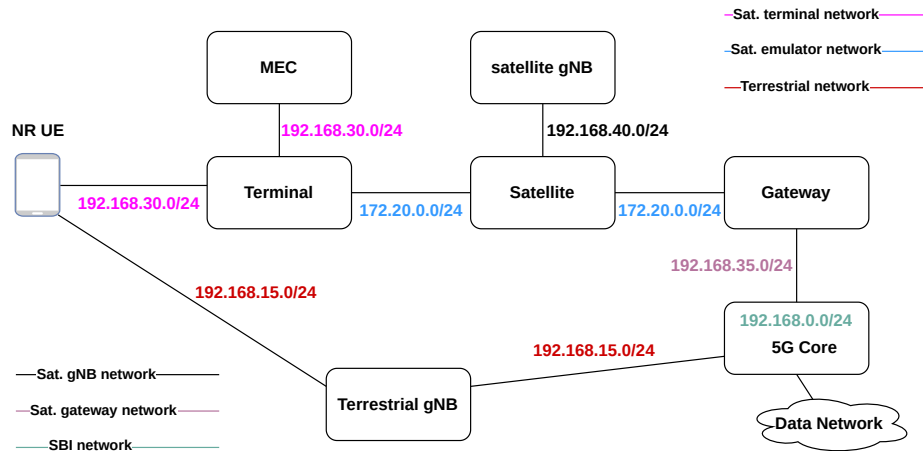 Sat. terminal network
Sat. emulator network
Terrestrial network
MEC
satellite gNB
NR UE
192.168.30.0/24
192.168.40.0/24
Terminal
Satellite
Gateway
192.168.30.0/24
172.20.0.0/24
172.20.0.0/24
192.168.35.0/24
192.168.15.0/24
192.168.0.0/24
5G Core
192.168.15.0/24
Terrestrial gNB
Data Network
Sat. gNB network
Sat. gateway network
SBI network